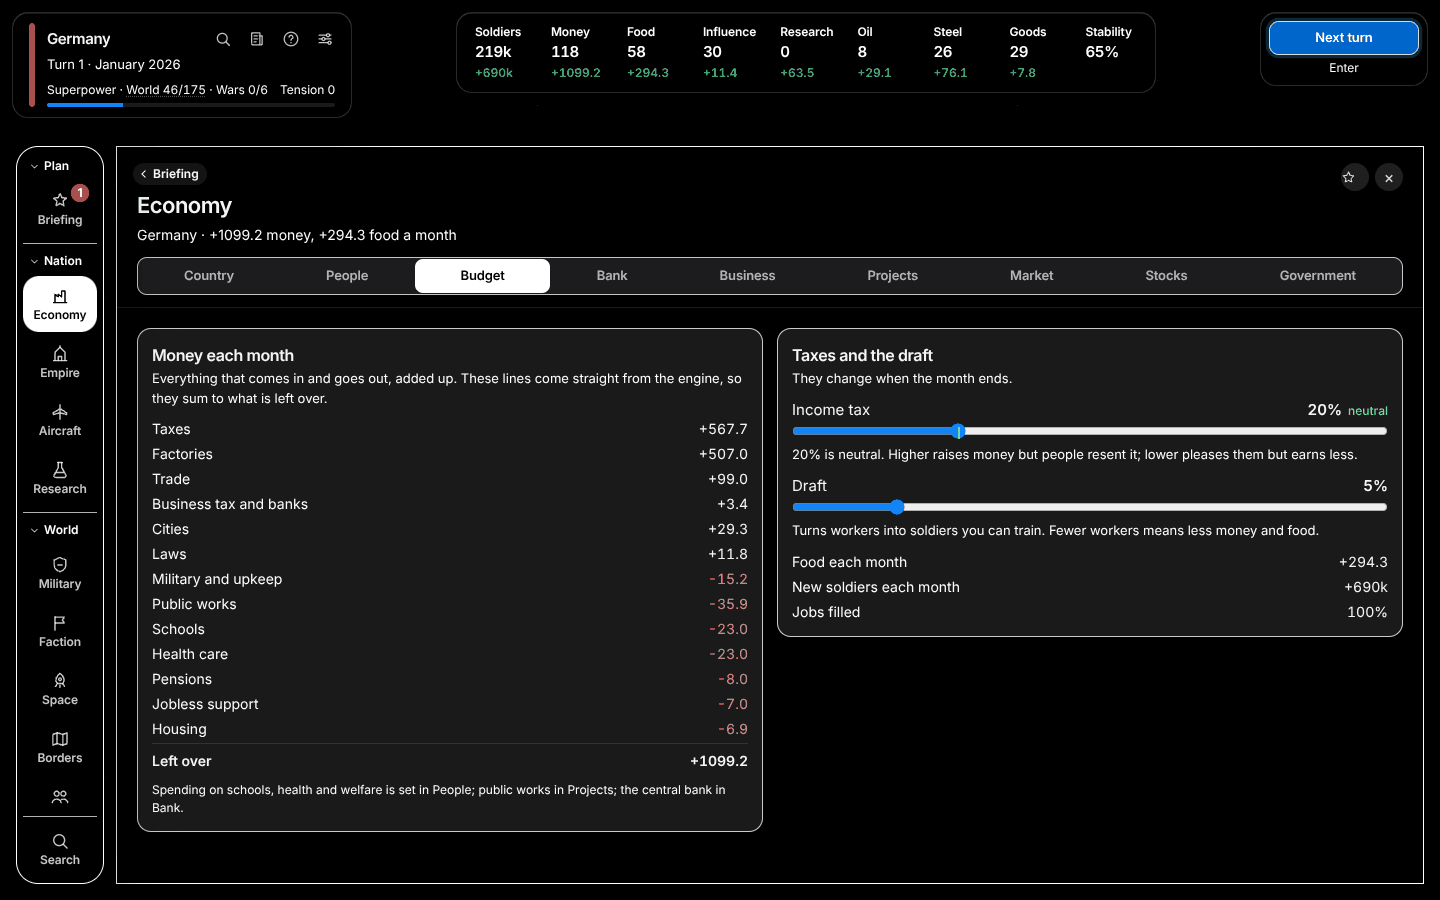 Germany
Turn 1 · January 2026
Superpower · World 46/175 · Wars 0/6 Tension 0
Soldiers Money Food Influence Research Oil Steel Goods Stability
219k 118 58 30 0 8 26 29 65%
+690k +1099.2 +294.3 +11.4 +63.5 +29.1 +76.1 +7.8
Next turn
Enter
Plan
1
Briefing
Nation
Economy
Empire
Aircraft
Research
World
Military
Faction
Space
Borders
Search
Briefing
Economy
Germany · +1099.2 money, +294.3 food a month
Country People Budget Bank Business Projects Market Stocks Government
Money each month
Everything that comes in and goes out, added up. These lines come straight from the engine, so
they sum to what is left over.
Taxes +567.7
Factories +507.0
Trade +99.0
Business tax and banks +3.4
Cities +29.3
Laws +11.8
Military and upkeep -15.2
Public works -35.9
Schools -23.0
Health care -23.0
Pensions -8.0
Jobless support -7.0
Housing -6.9
Left over +1099.2
Spending on schools, health and welfare is set in People; public works in Projects; the central bank in
Bank.
Taxes and the draft
They change when the month ends.
Income tax 20% neutral
20% is neutral. Higher raises money but people resent it; lower pleases them but earns less.
Draft 5%
Turns workers into soldiers you can train. Fewer workers means less money and food.
Food each month +294.3
New soldiers each month +690k
Jobs filled 100%